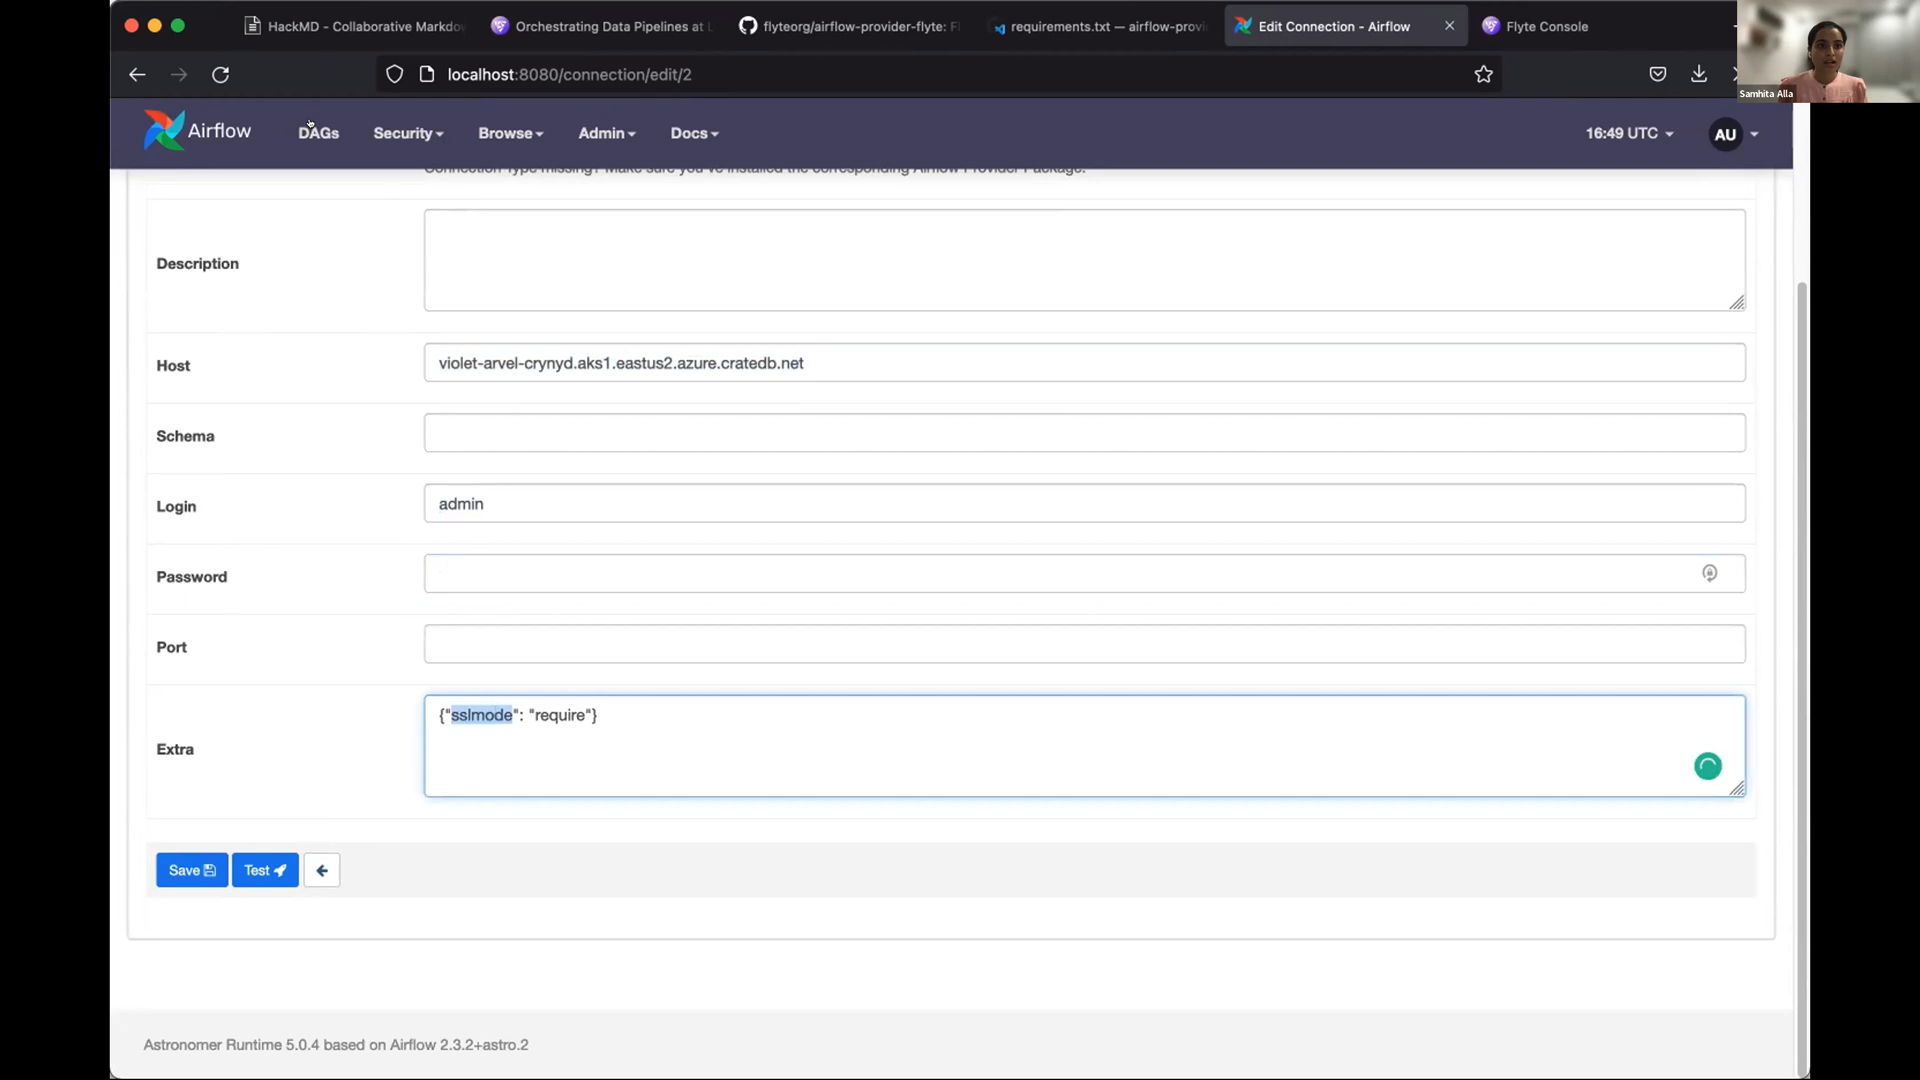 HackMD - Collaborative Markdo
Orchestrating Data Pipelines at L
flyteorg/airflow-provider-flyte: Fl
requirements.txt — airflow-provi
Edit Connection - Airflow
Flyte Console
localhost:8080/connection/edit/2
Samhita Alla
Airflow
DAGs
Security
Browse
Admin
Docs
16:49 UTC
AU
Connection Type missing? Make sure you've installed the corresponding Airflow Provider Package.
Description
Host
violet-arvel-crynyd.aks1.eastus2.azure.cratedb.net
Schema
Login
admin
Password
Port
Extra
{"sslmode": "require"}
Save
Test
Astronomer Runtime 5.0.4 based on Airflow 2.3.2+astro.2